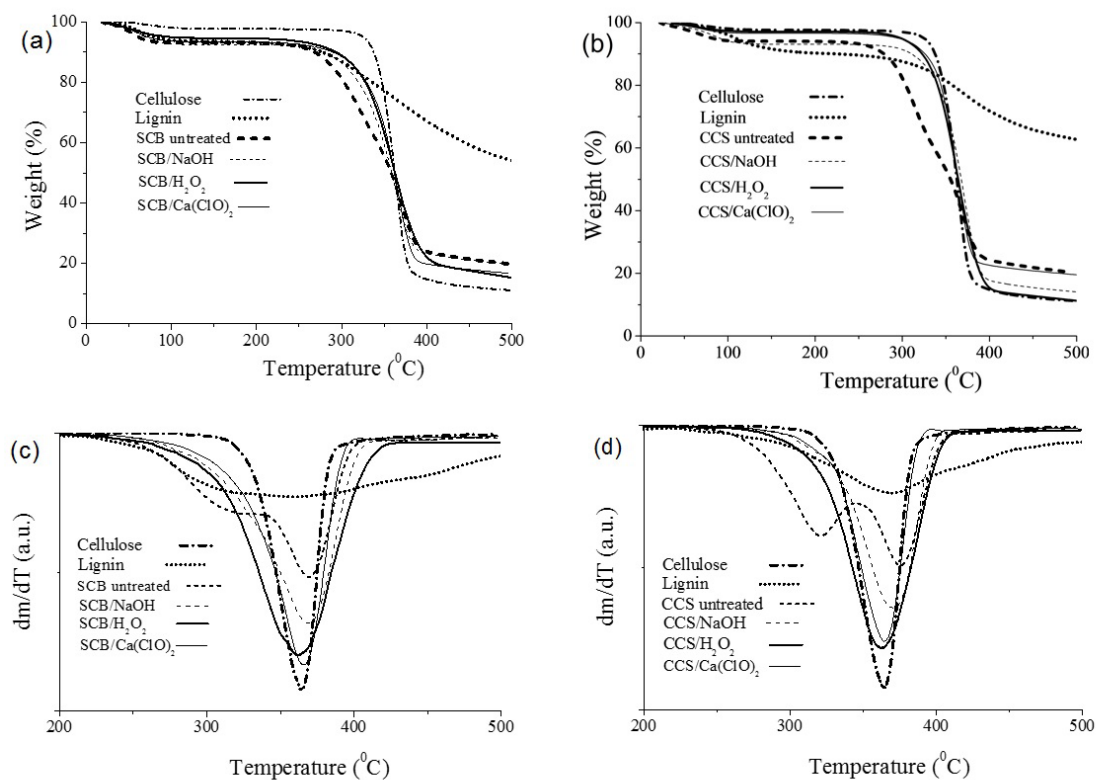 (a)
Weight (%)
100
80
60
40
20
0
Cellulose
Lignin
SCB untreated
SCB/NaOH
SCB/H₂O₂
SCB/Ca(ClO)₂
0 100 200 300 400 500
Temperature (⁰C)
(b)
Weight (%)
100
80
60
40
20
0
Cellulose
Lignin
CCS untreated
CCS/NaOH
CCS/H₂O₂
CCS/Ca(ClO)₂
0 100 200 300 400 500
Temperature (⁰C)
(c)
dm/dT (a.u.)
Cellulose
Lignin
SCB untreated
SCB/NaOH
SCB/H₂O₂
SCB/Ca(ClO)₂
200 300 400 500
Temperature (⁰C)
(d)
dm/dT (a.u.)
Cellulose
Lignin
CCS untreated
CCS/NaOH
CCS/H₂O₂
CCS/Ca(ClO)₂
200 300 400 500
Temperature (⁰C)